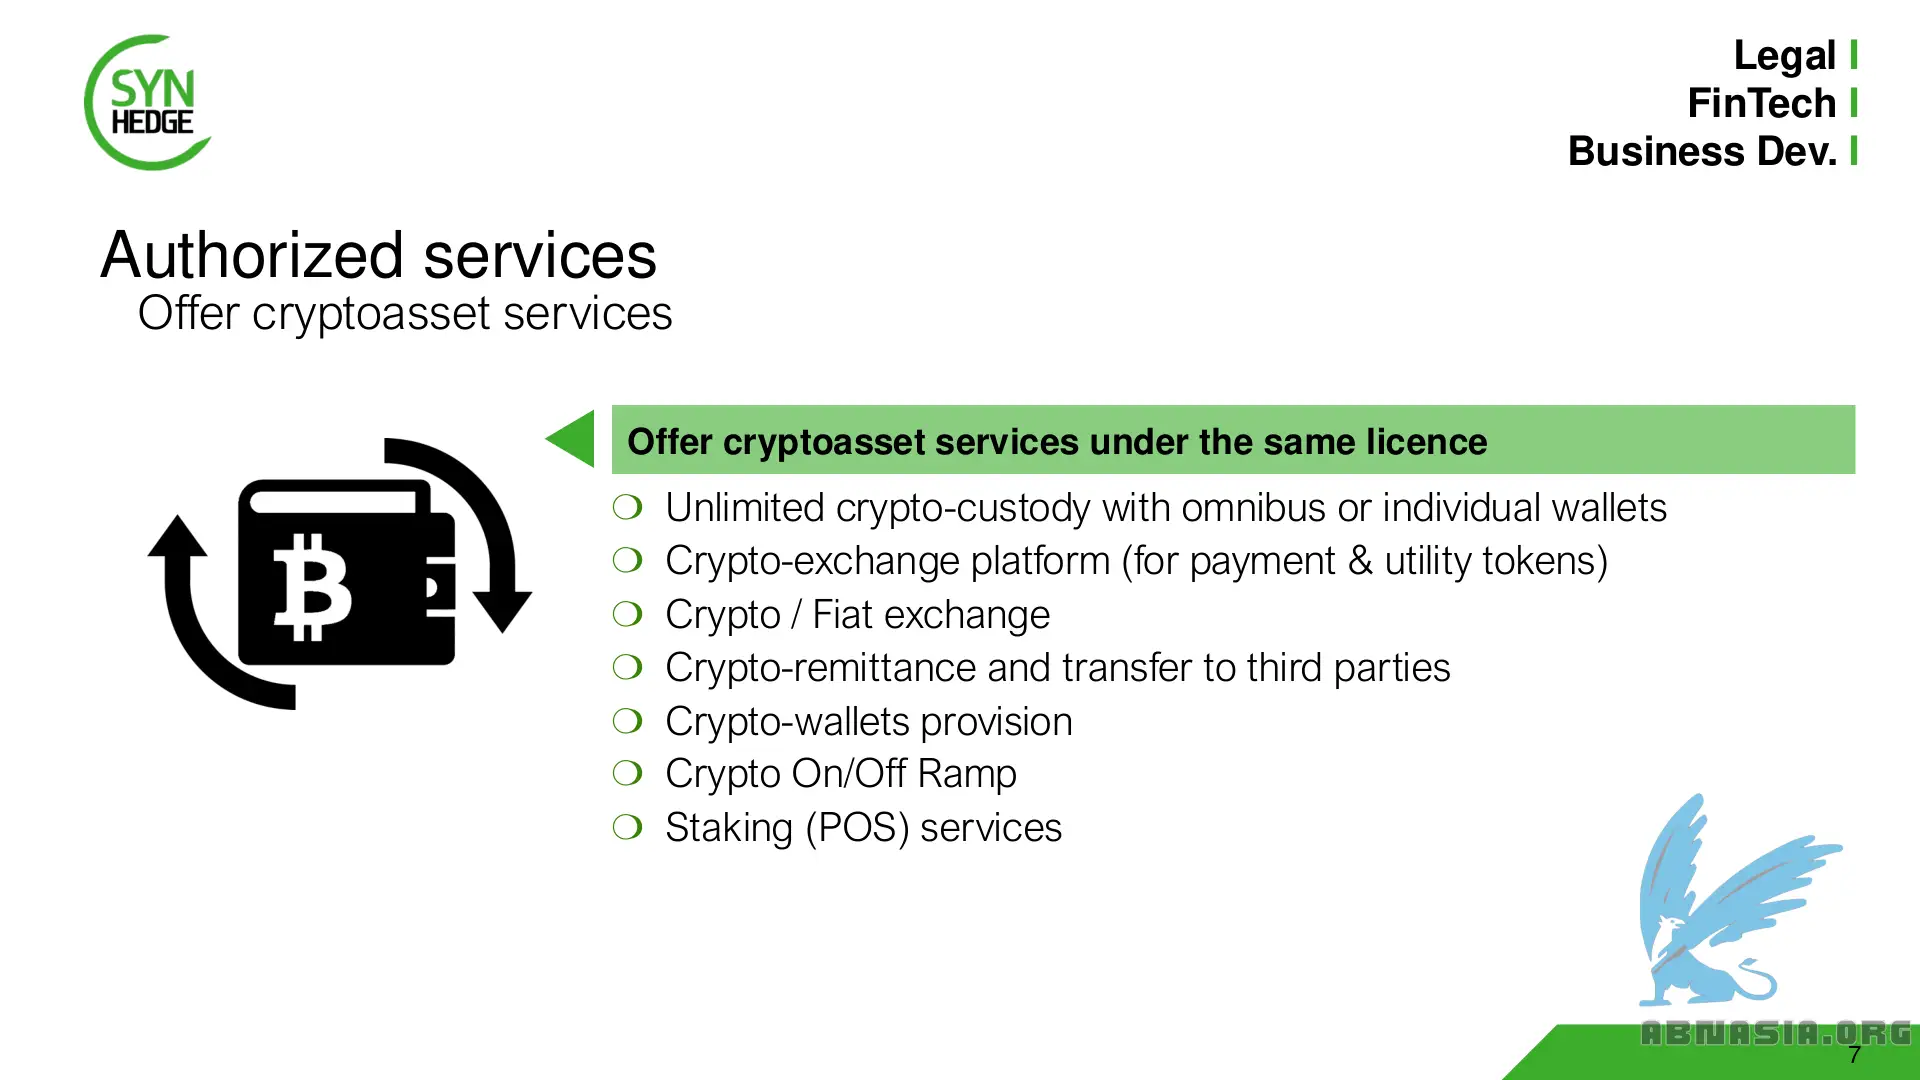 SYN
HEDGE
Legal
FinTech
Business Dev.
Authorized services
Offer cryptoasset services
Offer cryptoasset services under the same licence
Unlimited crypto-custody with omnibus or individual wallets
Crypto-exchange platform (for payment & utility tokens)
Crypto / Fiat exchange
Crypto-remittance and transfer to third parties
Crypto-wallets provision
Crypto On/Off Ramp
Staking (POS) services
ABNASIA.ORG
7